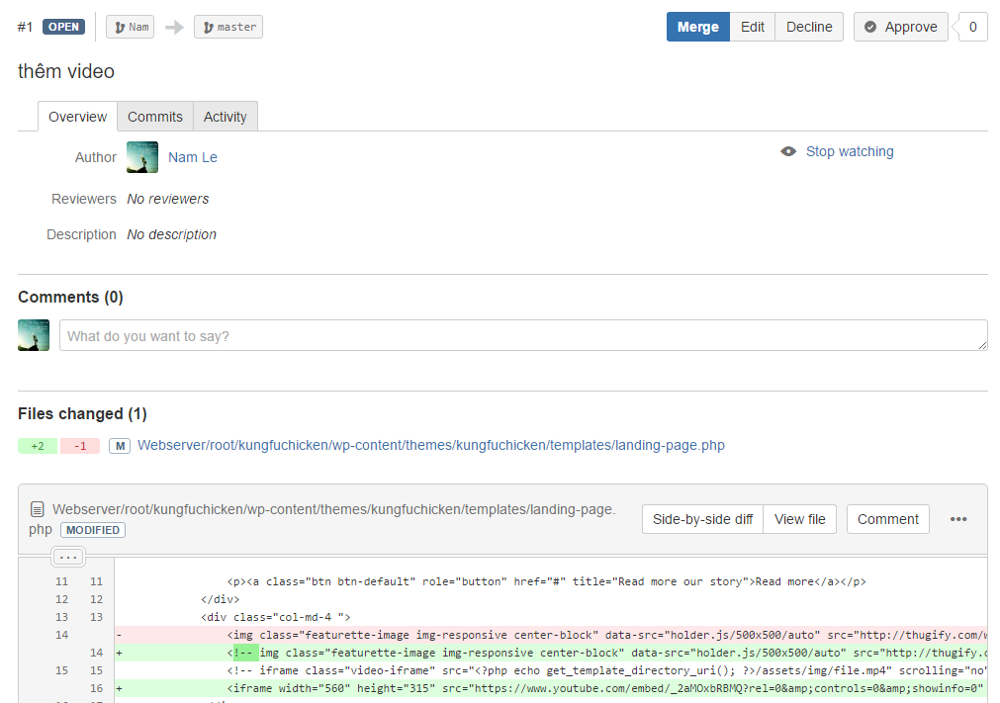 #1 OPEN Nam master Merge Edit Decline Approve 0
thêm video
Overview Commits Activity
Author Nam Le Stop watching
Reviewers No reviewers
Description No description
Comments (0)
What do you want to say?
Files changed (1)
+2 -1 M Webserver/root/kungfuchicken/wp-content/themes/kungfuchicken/templates/landing-page.php
Webserver/root/kungfuchicken/wp-content/themes/kungfuchicken/templates/landing-page.
php MODIFIED Side-by-side diff View file Comment •••
...
11 11 <p><a class="btn btn-default" role="button" href="#" title="Read more our story">Read more</a></p>
12 12 </div>
13 13 <div class="col-md-4 ">
14 - <img class="featurette-image img-responsive center-block" data-src="holder.js/500x500/auto" src="http://thugify.com/w
14 + <!-- img class="featurette-image img-responsive center-block" data-src="holder.js/500x500/auto" src="http://thugify.c
15 15 <!-- iframe class="video-iframe" src="<?php echo get_template_directory_uri(); ?>/assets/img/file.mp4" scrolling="no"
16 + <iframe width="560" height="315" src="https://www.youtube.com/embed/_2aMOxbRBMQ?rel=0&amp;controls=0&amp;showinfo=0"